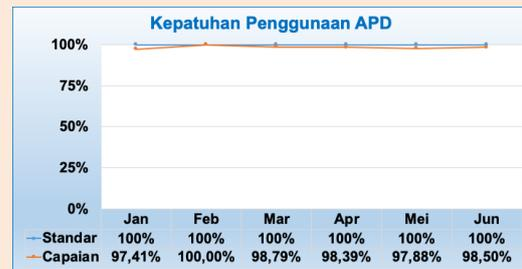 Kepatuhan Penggunaan APD
100%
75%
50%
25%
0%
Jan Feb Mar Apr Mei Jun
Standar 100% 100% 100% 100% 100% 100%
Capaian 97,41% 100,00% 98,79% 98,39% 97,88% 98,50%